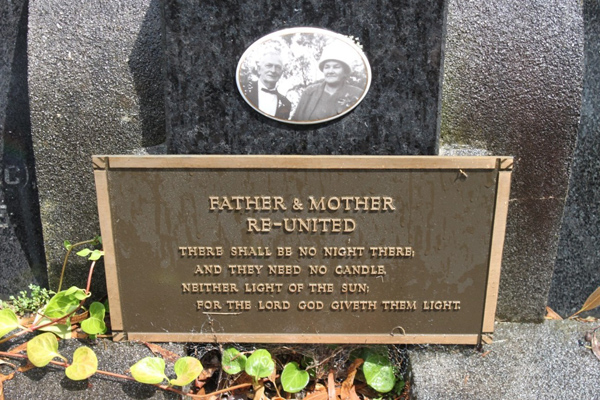 FATHER & MOTHER
RE-UNITED
THERE SHALL BE NO NIGHT THERE;
AND THEY NEED NO CANDLE,
NEITHER LIGHT OF THE SUN;
FOR THE LORD GOD GIVETH THEM LIGHT.